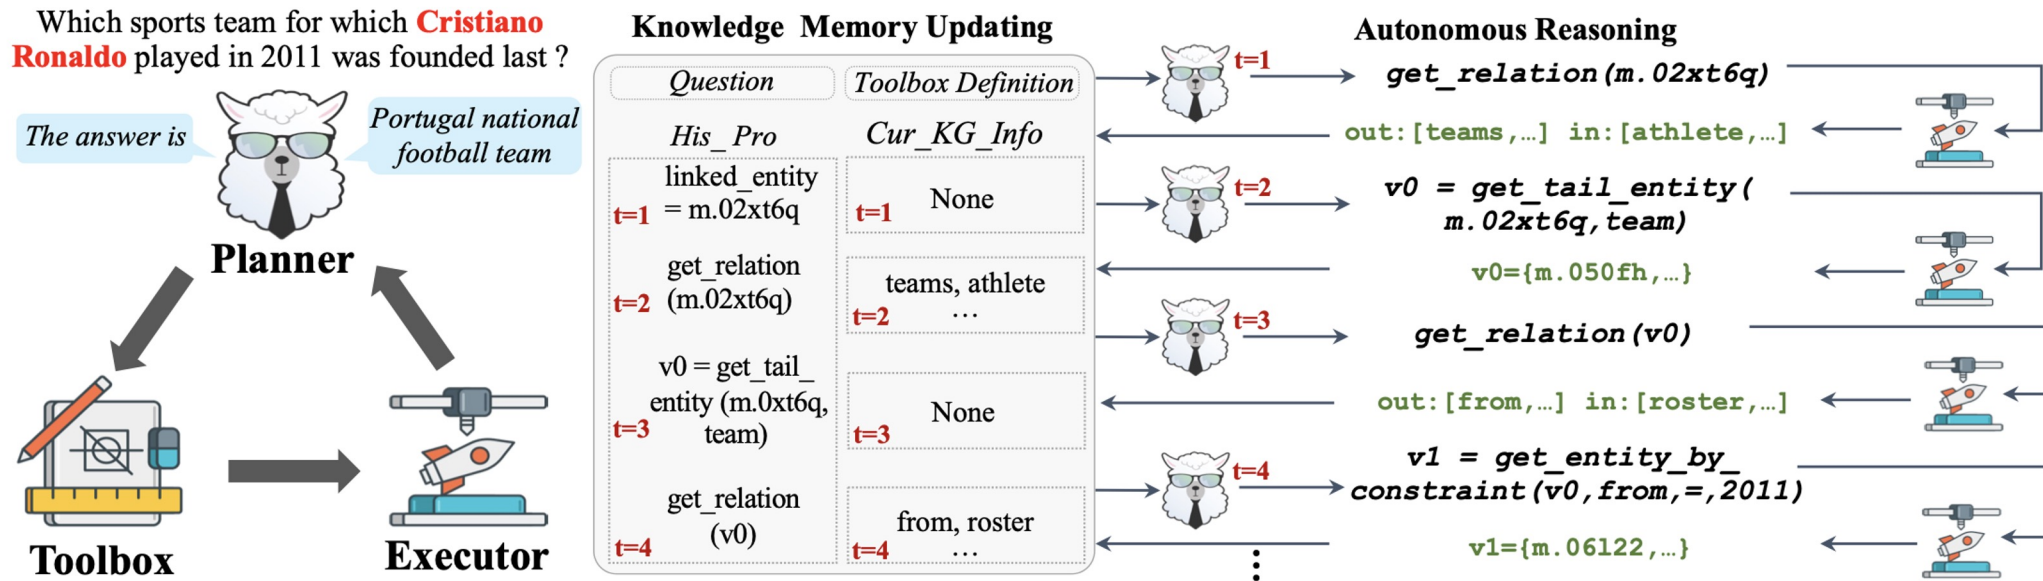 Which sports team for which Cristiano
Ronaldo played in 2011 was founded last ?
The answer is
Portugal national
football team
Planner
Toolbox
Executor
Knowledge Memory Updating
Question
Toolbox Definition
His_ Pro
Cur_KG_Info
linked_entity
= m.02xt6q
t=1
None
t=1
get_relation
(m.02xt6q)
t=2
teams, athlete
...
t=2
v0 = get_tail_
entity (m.0xt6q,
team)
t=3
None
t=3
get_relation
(v0)
t=4
from, roster
...
t=4
Autonomous Reasoning
t=1
get_relation(m.02xt6q)
out:[teams,…] in:[athlete,…]
t=2
v0 = get_tail_entity(
m.02xt6q,team)
v0={m.050fh,…}
t=3
get_relation(v0)
out:[from,…] in:[roster,…]
t=4
v1 = get_entity_by_
constraint(v0,from,=,2011)
v1={m.06l22,…}
⋮